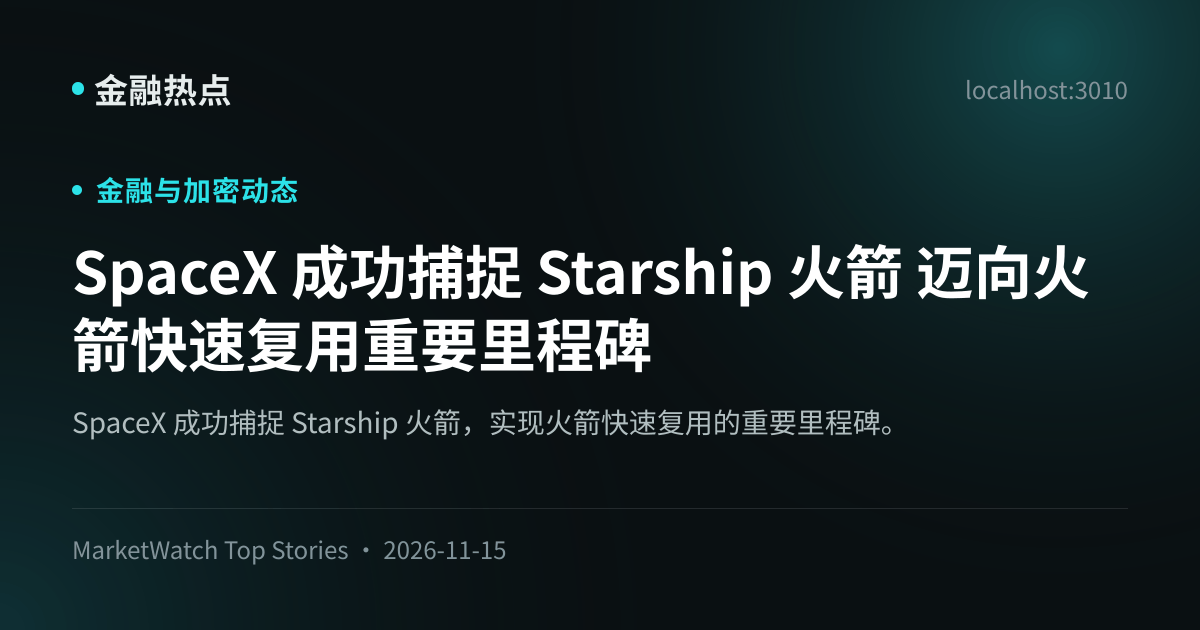 金融热点
localhost:3010
金融与加密动态
SpaceX 成功捕捉 Starship 火箭 迈向火
箭快速复用重要里程碑
SpaceX 成功捕捉 Starship 火箭，实现火箭快速复用的重要里程碑。
MarketWatch Top Stories · 2026-11-15